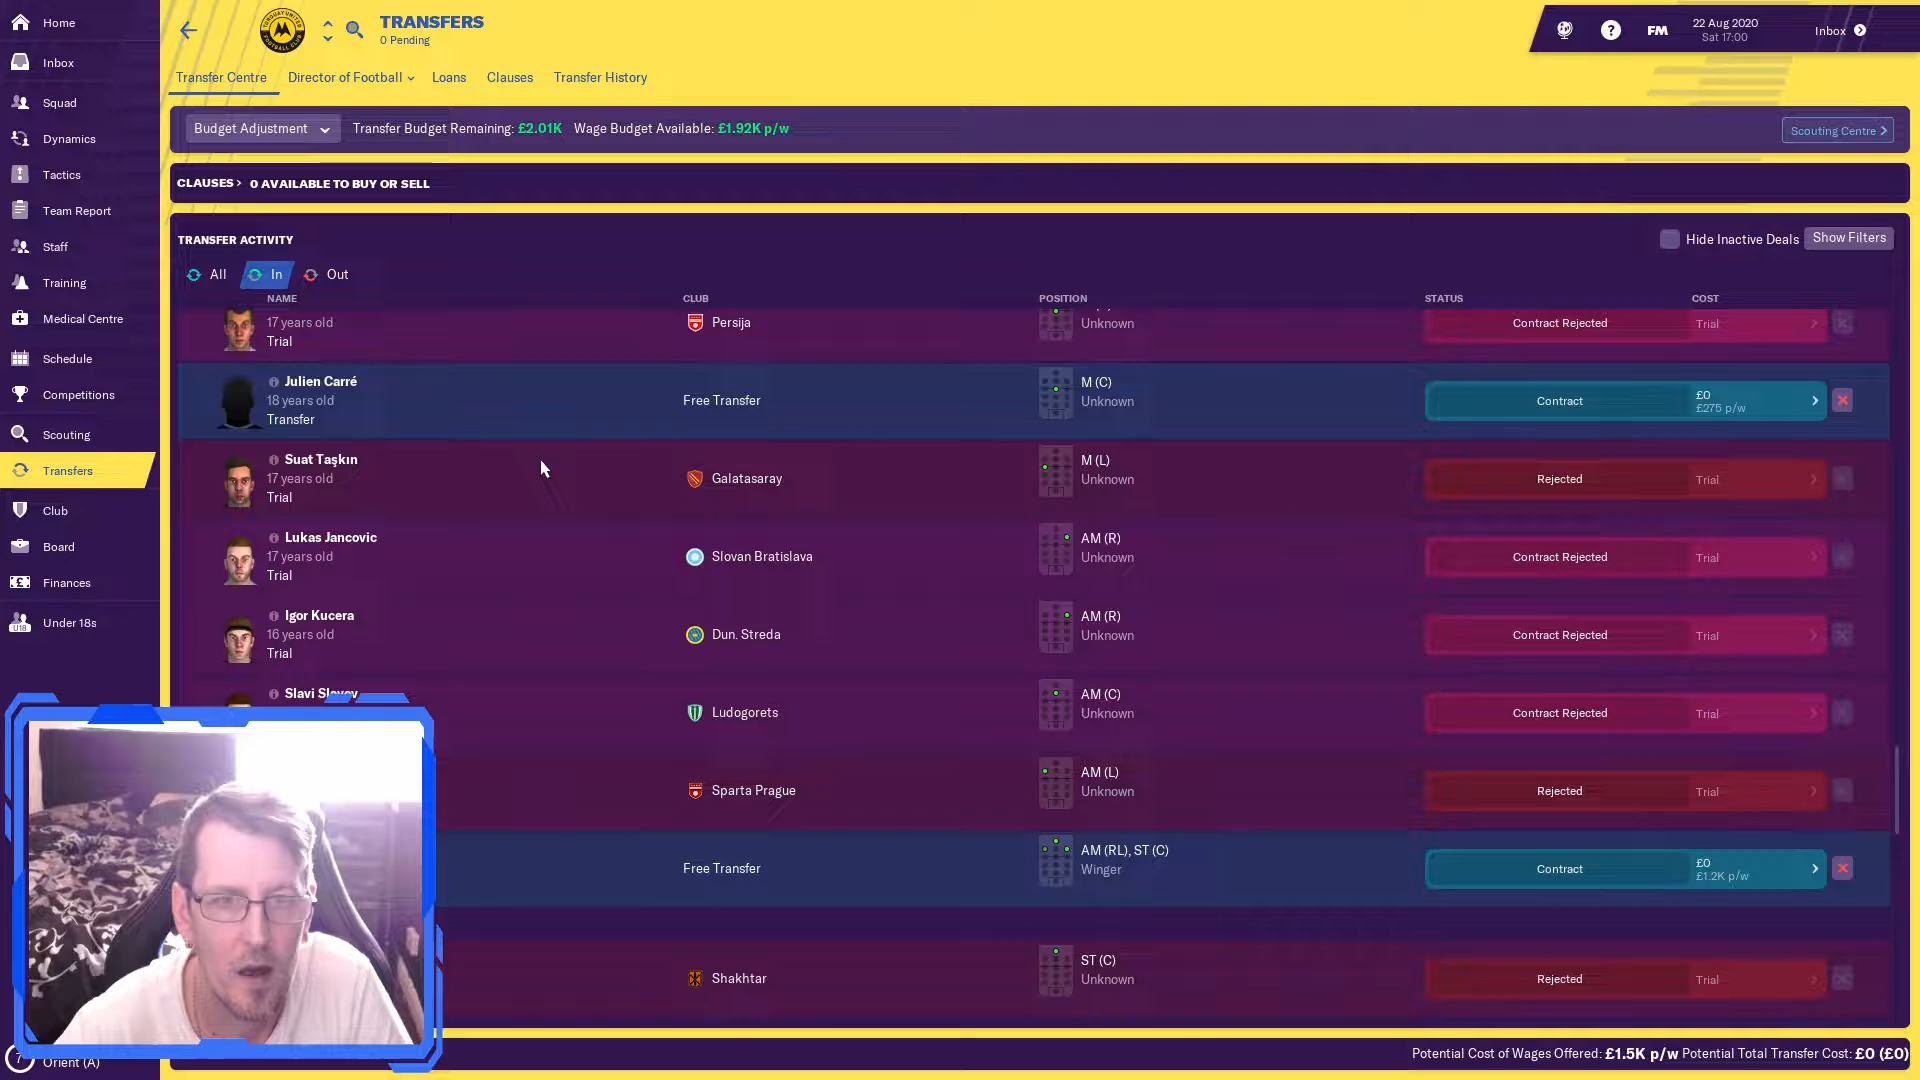 Home
Inbox
Squad
Dynamics
Tactics
Team Report
Staff
Training
Medical Centre
Schedule
Competitions
Scouting
Transfers
Club
Board
Finances
U18
Under 18s
7
Orient (A)
TORQUAY UNITED
TRANSFERS
0 Pending
?
FM
22 Aug 2020
Sat 17:00
Inbox
Transfer Centre
Director of Football
Loans
Clauses
Transfer History
Budget Adjustment
Transfer Budget Remaining: £2.01K Wage Budget Available: £1.92K p/w
Scouting Centre >
CLAUSES > 0 AVAILABLE TO BUY OR SELL
TRANSFER ACTIVITY
Hide Inactive Deals
Show Filters
All
In
Out
NAME CLUB POSITION STATUS COST
17 years old
Trial
Persija
Unknown
Contract Rejected Trial
Julien Carré
18 years old
Transfer
Free Transfer
M (C)
Unknown
Contract £0
£275 p/w
Suat Taşkın
17 years old
Trial
Galatasaray
M (L)
Unknown
Rejected Trial
Lukas Jancovic
17 years old
Trial
Slovan Bratislava
AM (R)
Unknown
Contract Rejected Trial
Igor Kucera
16 years old
Trial
Dun. Streda
AM (R)
Unknown
Contract Rejected Trial
Slavi Slavov
Ludogorets
AM (C)
Unknown
Contract Rejected Trial
Sparta Prague
AM (L)
Unknown
Rejected Trial
Free Transfer
AM (RL), ST (C)
Winger
Contract £0
£1.2K p/w
Shakhtar
ST (C)
Unknown
Rejected Trial
Potential Cost of Wages Offered: £1.5K p/w Potential Total Transfer Cost: £0 (£0)